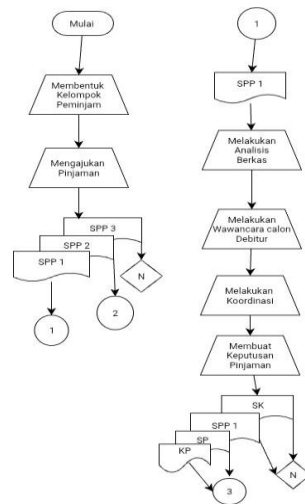 Mulai
Membentuk
Kelompok
Peminjam
Mengajukan
Pinjaman
SPP 3
SPP 2
SPP 1
N
1
2
1
SPP 1
Melakukan
Analisis
Berkas
Melakukan
Wawancara calon
Debitur
Melakukan
Koordinasi
Membuat
Keputusan
Pinjaman
SK
SPP 1
SP
KP
N
3